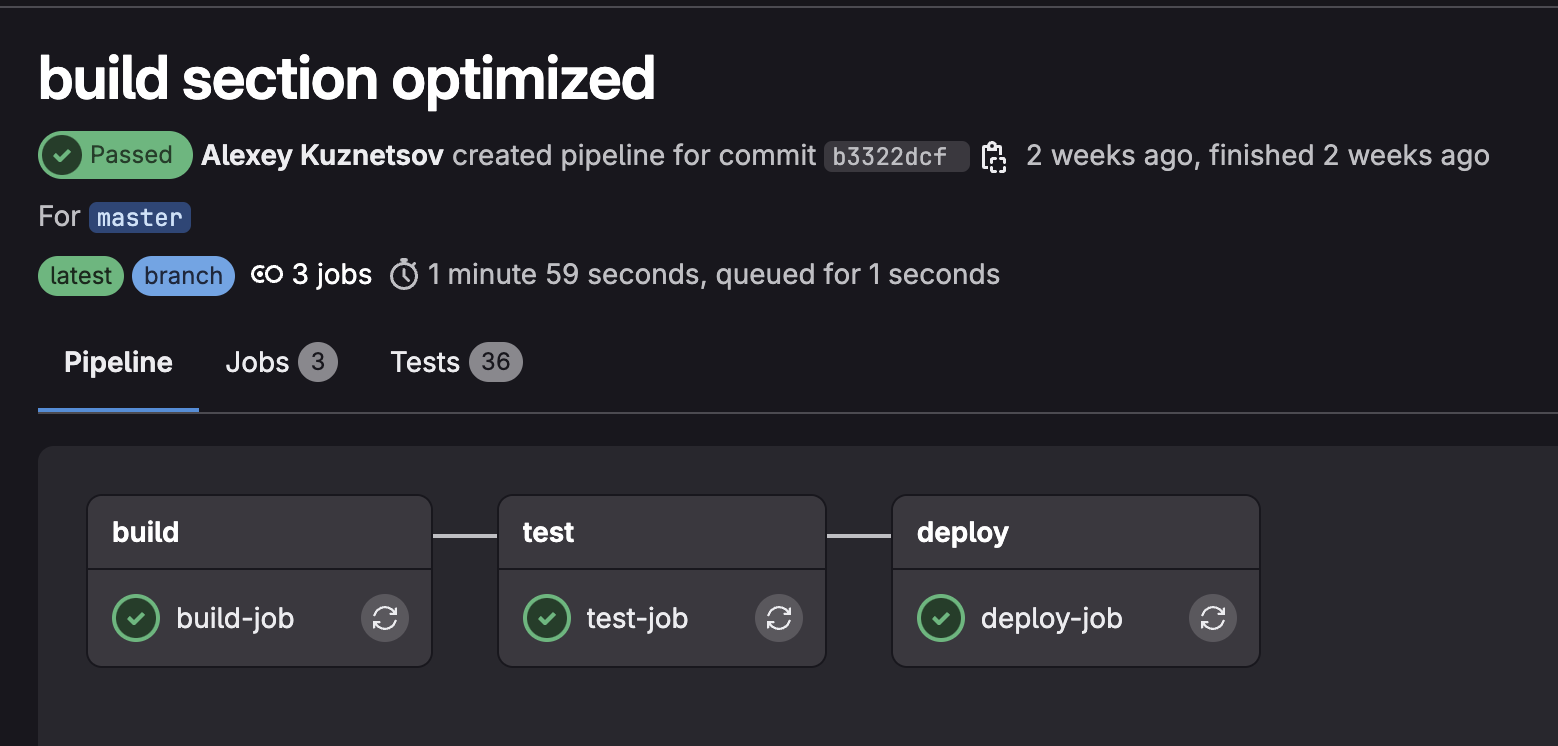 build section optimized
Passed Alexey Kuznetsov created pipeline for commit b3322dcf 2 weeks ago, finished 2 weeks ago
For master
latest branch 3 jobs 1 minute 59 seconds, queued for 1 seconds
Pipeline Jobs 3 Tests 36
build test deploy
build-job test-job deploy-job